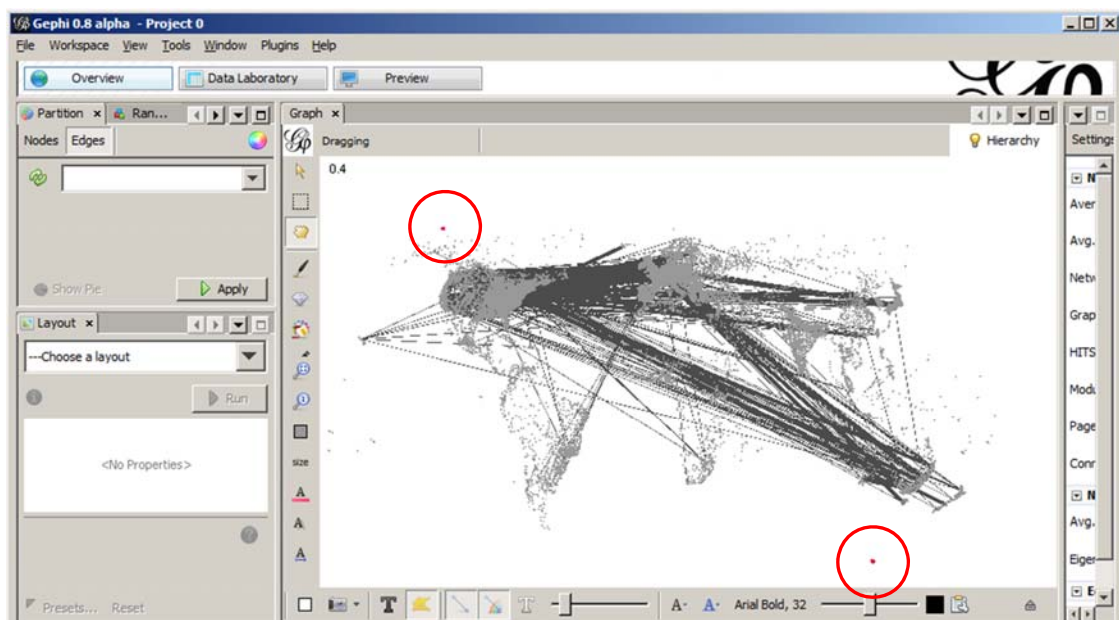 Gephi 0.8 alpha - Project 0
File Workspace View Tools Window Plugins Help
Overview Data Laboratory Preview
Partition x Ran...
Nodes Edges
Show Pie Apply
Layout x
---Choose a layout
Run
<No Properties>
Presets... Reset
Graph x
Dragging
Hierarchy
0.4
size
A
A
A
T T A- A- Arial Bold, 32
Settings
N
Aver
Avg.
Netw
Grap
HITS
Modu
Page
Conn
N
Avg.
Eiger
E